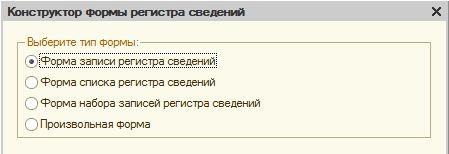 Конструктор формы регистра сведений
Выберите тип формы:
Форма записи регистра сведений
Форма списка регистра сведений
Форма набора записей регистра сведений
Произвольная форма